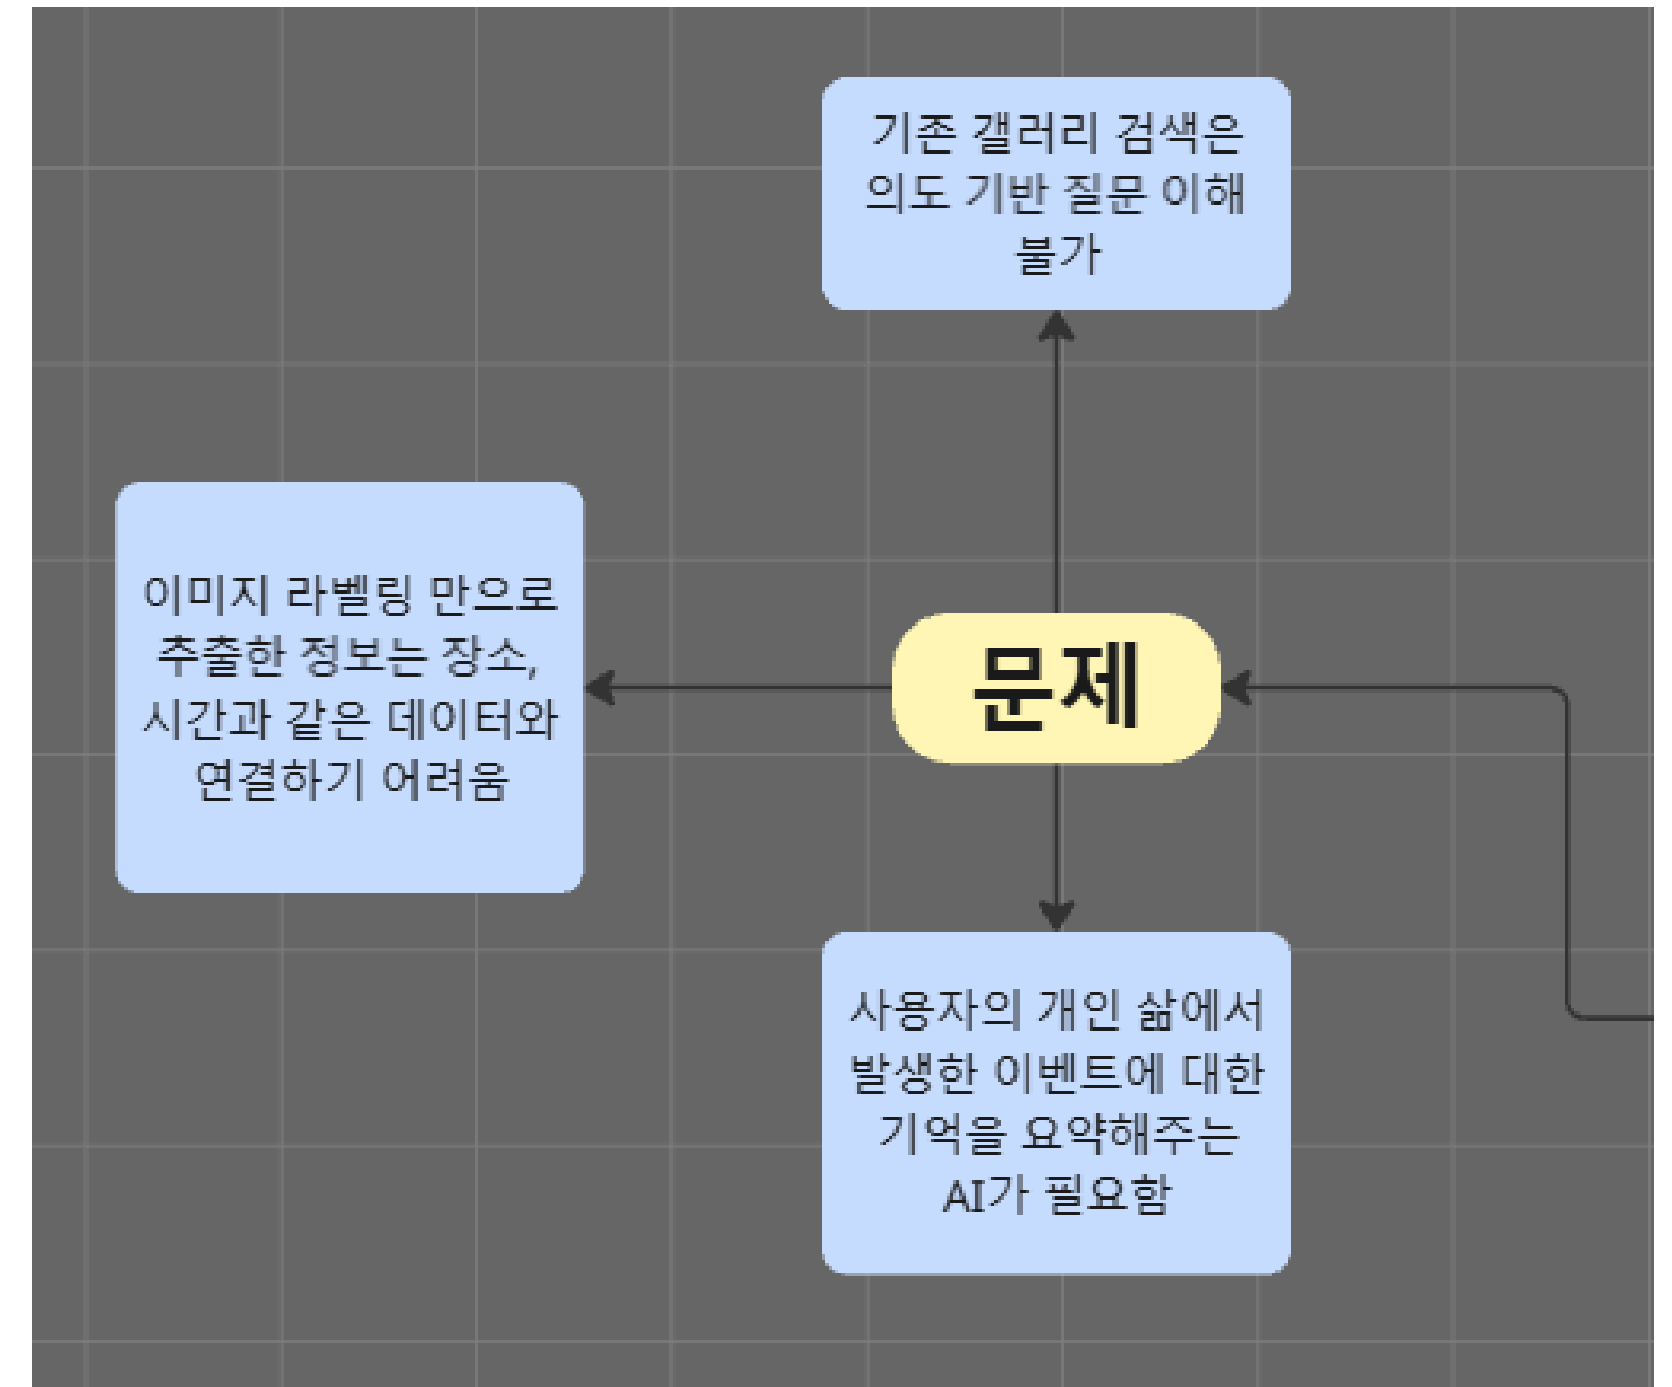 기존 갤러리 검색은
의도 기반 질문 이해
불가
이미지 라벨링 만으로
추출한 정보는 장소,
시간과 같은 데이터와
연결하기 어려움
문제
사용자의 개인 삶에서
발생한 이벤트에 대한
기억을 요약해주는
AI가 필요함